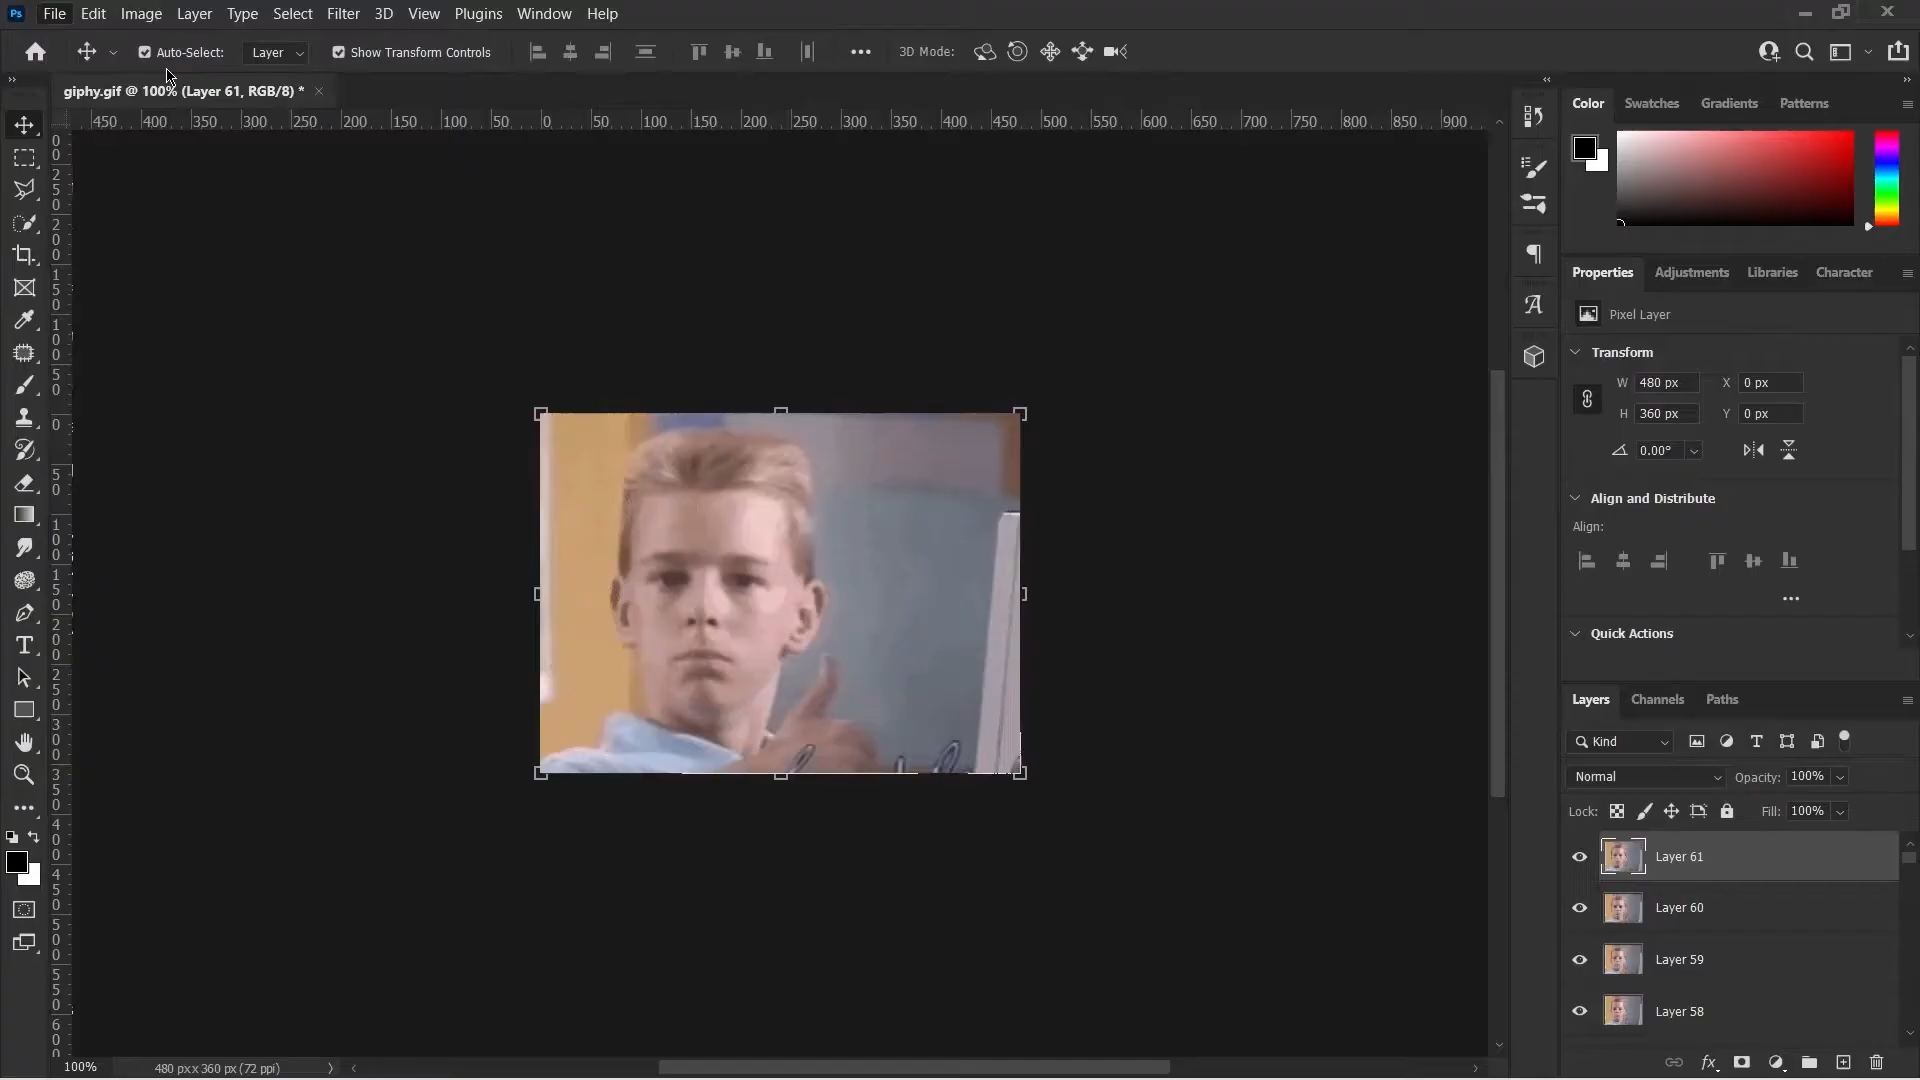 Ps File Edit Image Layer Type Select Filter 3D View Plugins Window Help
Auto-Select: Layer Show Transform Controls 3D Mode:
giphy.gif @ 100% (Layer 61, RGB/8) *
450 400 350 300 250 200 150 100 50 0 50 100 150 200 250 300 350 400 450 500 550 600 650 700 750 800 850 900
Color Swatches Gradients Patterns
Properties Adjustments Libraries Character
Pixel Layer
Transform
W 480 px X 0 px
H 360 px Y 0 px
0.00°
Align and Distribute
Align:
Quick Actions
Layers Channels Paths
Kind
Normal Opacity: 100%
Lock: Fill: 100%
Layer 61
Layer 60
Layer 59
Layer 58
100% 480 px x 360 px (72 ppi)